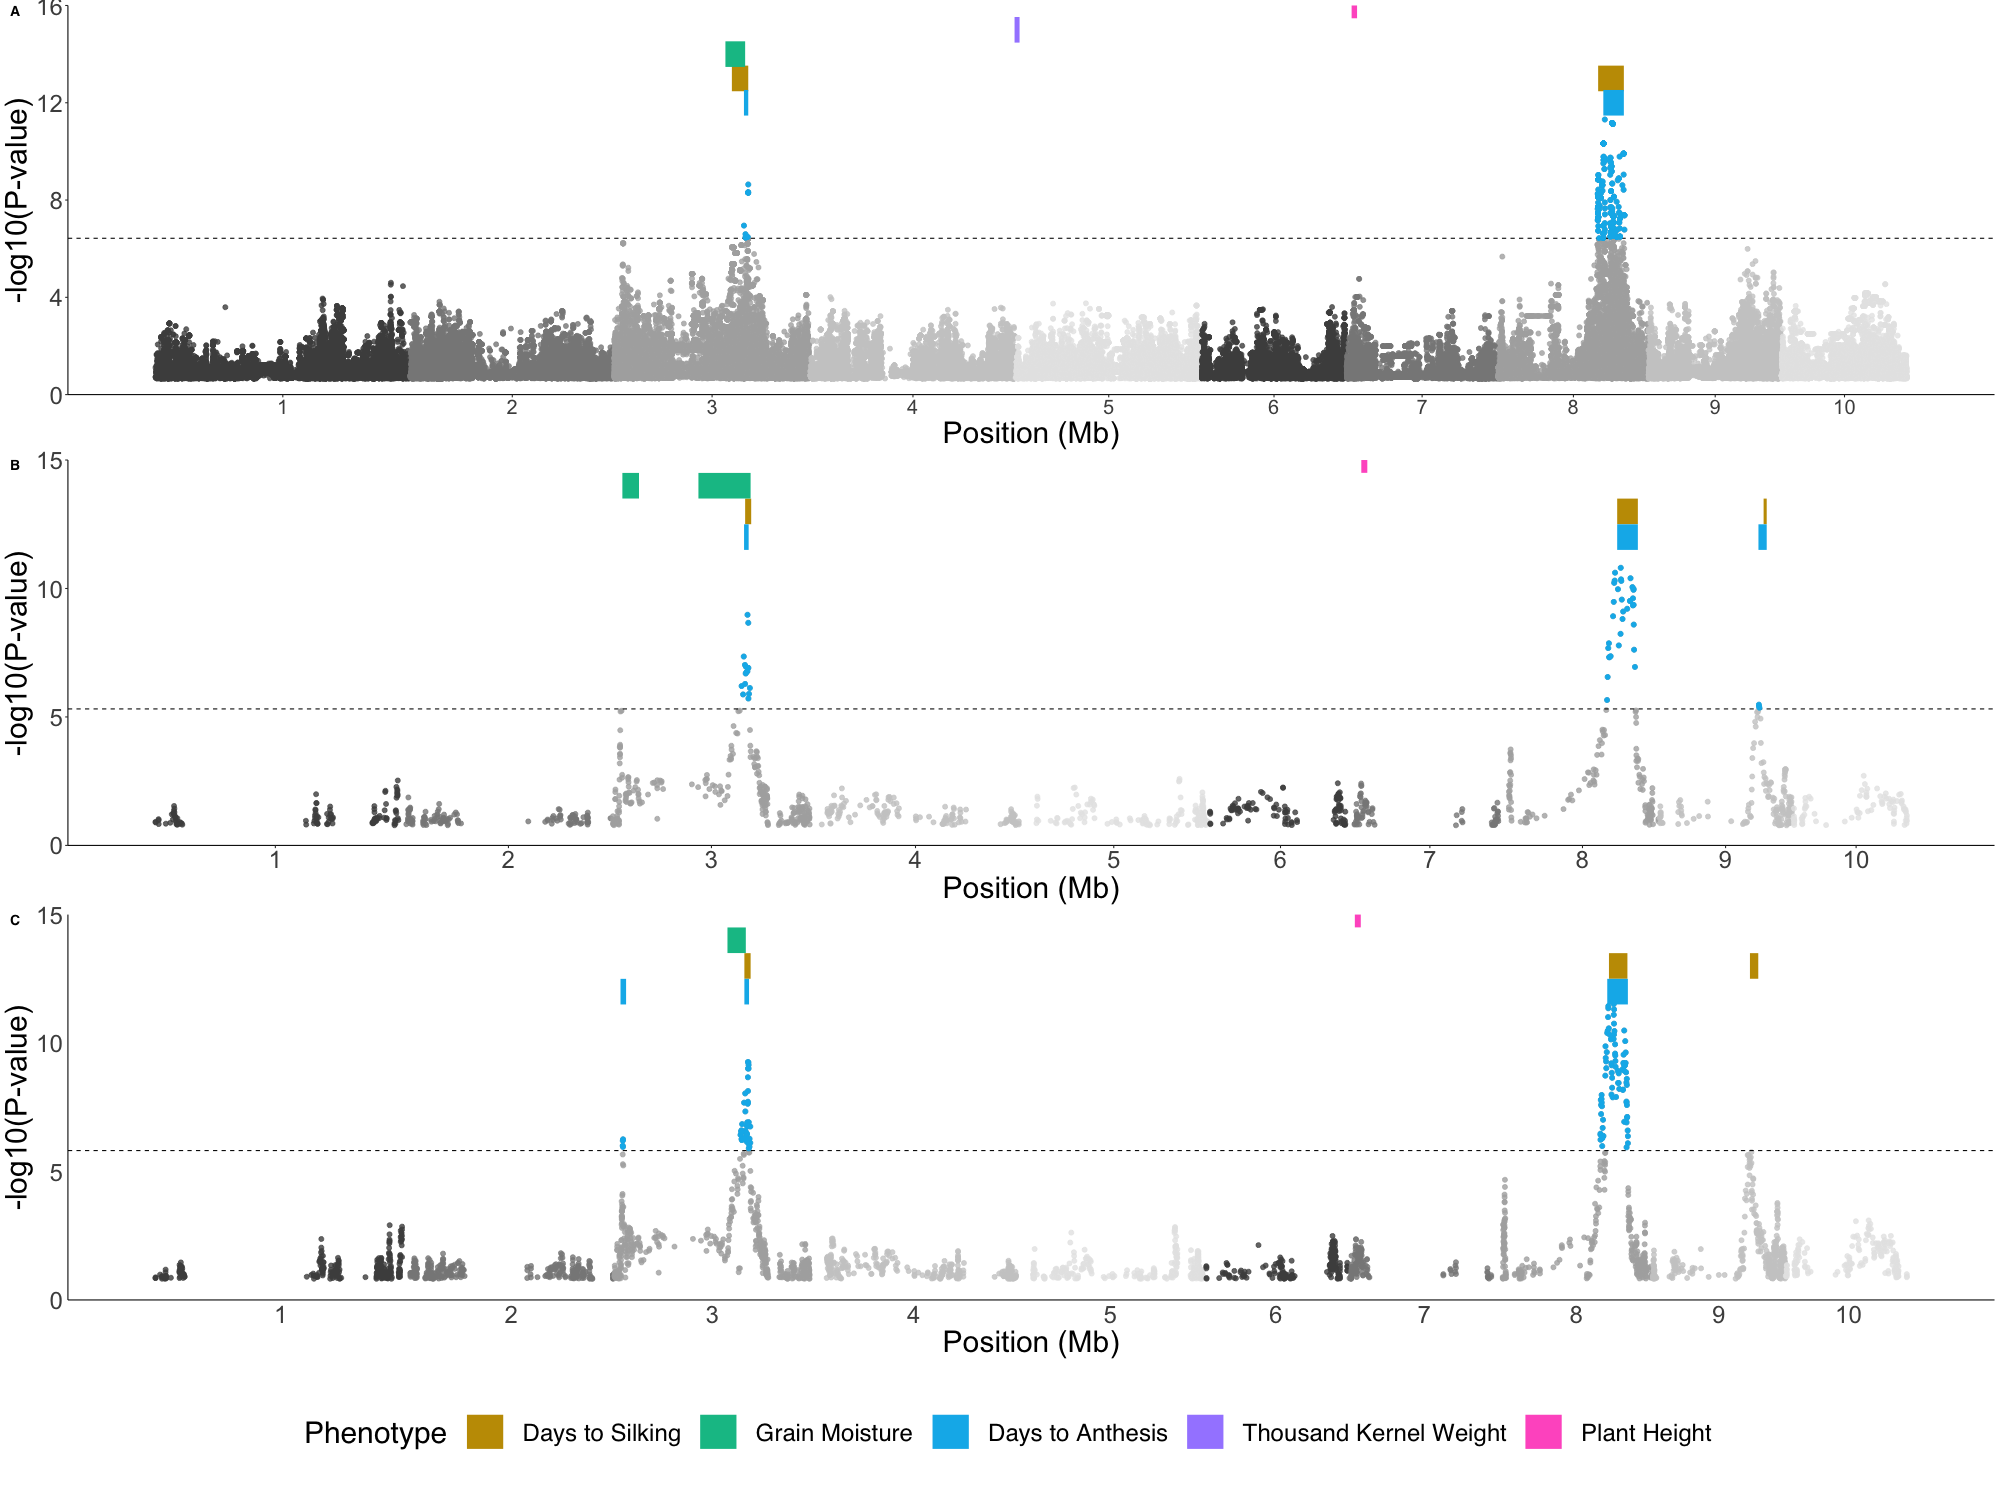 A
16
12
8
4
0
-log10(P-value)
1 2 3 4 5 6 7 8 9 10
Position (Mb)
B
15
10
5
0
-log10(P-value)
1 2 3 4 5 6 7 8 9 10
Position (Mb)
C
15
10
5
0
-log10(P-value)
1 2 3 4 5 6 7 8 9 10
Position (Mb)
Phenotype Days to Silking Grain Moisture Days to Anthesis Thousand Kernel Weight Plant Height